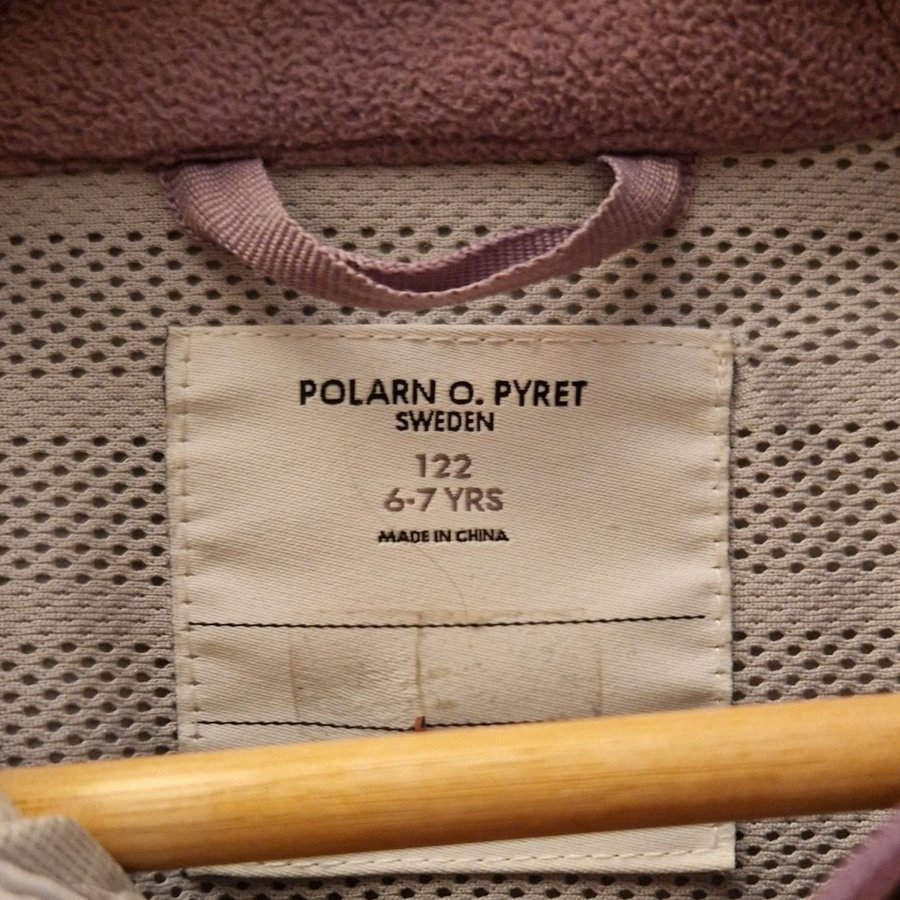 POLARN O. PYRET
SWEDEN
122
6-7 YRS
MADE IN CHINA